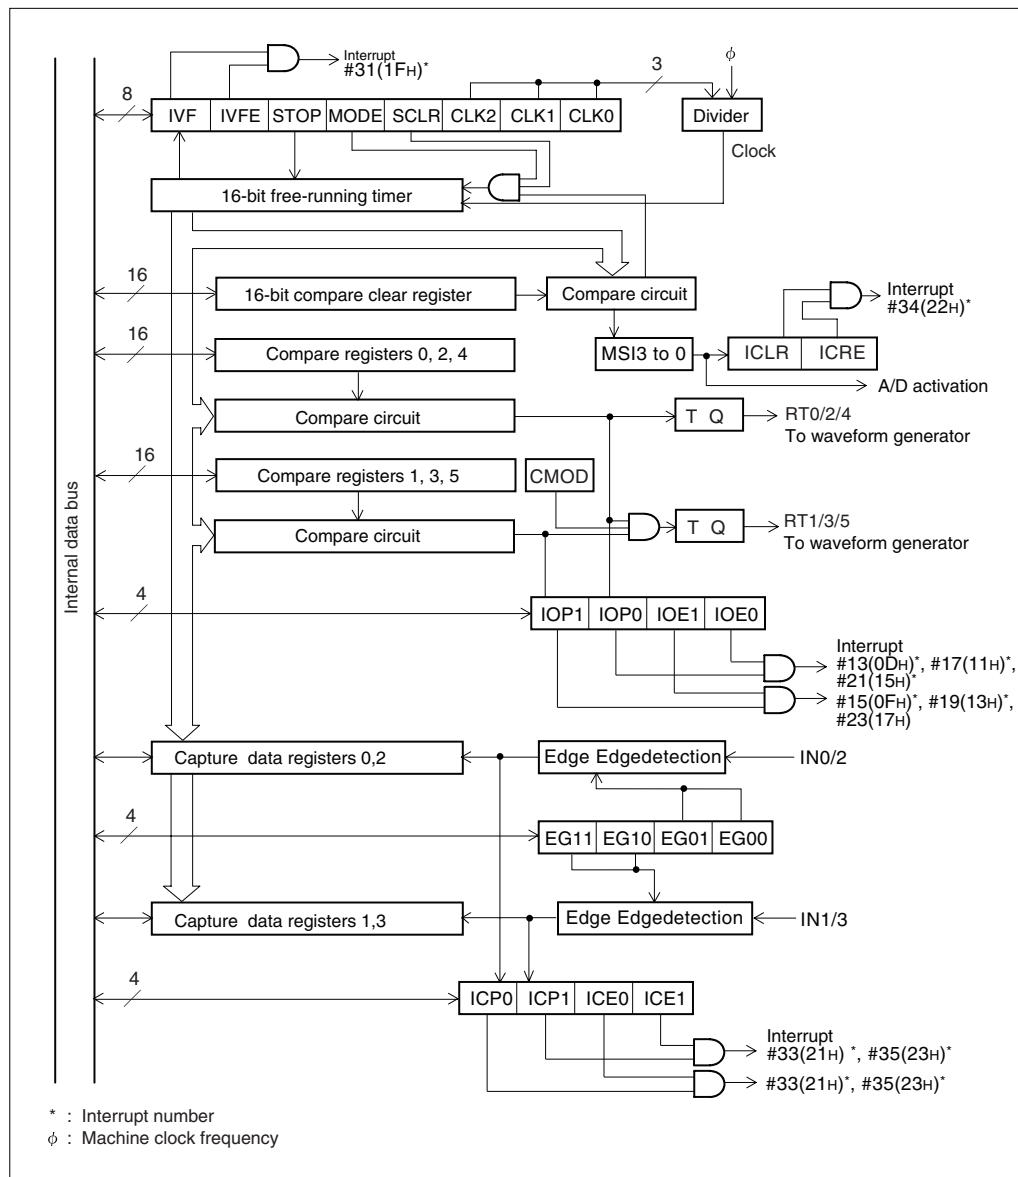 Interrupt
#31(1FH)*
3
ϕ
8
IVF IVFE STOP MODE SCLR CLK2 CLK1 CLK0
Divider
Clock
16-bit free-running timer
16
16-bit compare clear register
Compare circuit
Interrupt
#34(22H)*
16
Compare registers 0, 2, 4
MSI3 to 0
ICLR ICRE
A/D activation
Compare circuit
T Q
RT0/2/4
To waveform generator
16
Compare registers 1, 3, 5
CMOD
Compare circuit
T Q
RT1/3/5
To waveform generator
Internal data bus
4
IOP1 IOP0 IOE1 IOE0
Interrupt
#13(0DH)*, #17(11H)*,
#21(15H)*
#15(0FH)*, #19(13H)*,
#23(17H)
Capture data registers 0,2
Edge Edgedetection
IN0/2
4
EG11 EG10 EG01 EG00
Capture data registers 1,3
Edge Edgedetection
IN1/3
4
ICP0 ICP1 ICE0 ICE1
Interrupt
#33(21H) *, #35(23H)*
#33(21H)*, #35(23H)*
* : Interrupt number
ϕ : Machine clock frequency